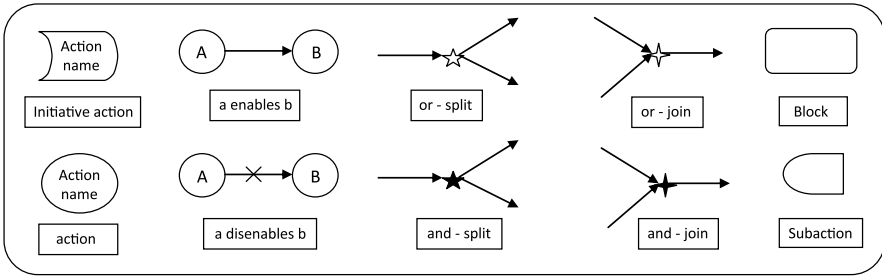 Action
name
A
B
Initiative action
a enables b
or - split
or - join
Block
Action
name
A
B
action
a disenables b
and - split
and - join
Subaction